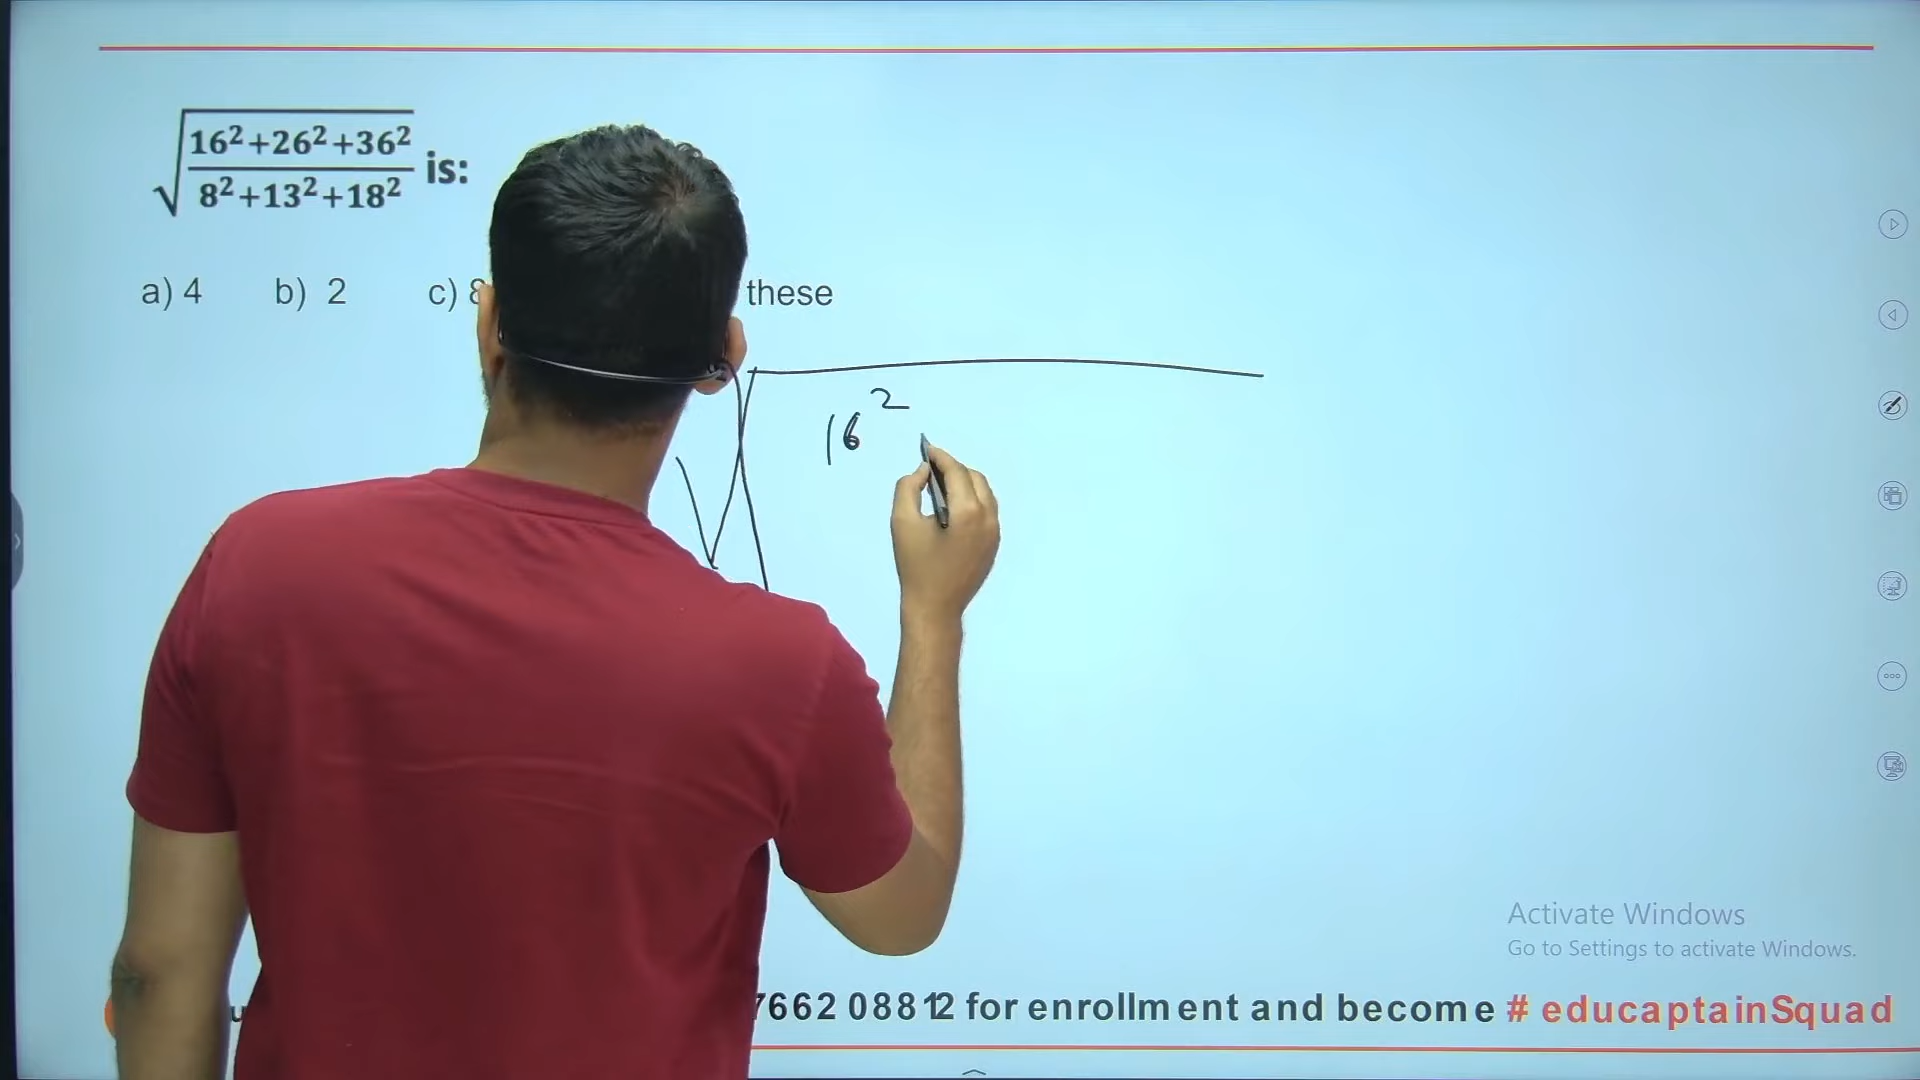 √(16²+26²+36² / 8²+13²+18²) is:
a) 4 b) 2 c) 8 these
16²
Activate Windows
Go to Settings to activate Windows.
7662 08812 for enrollment and become # educaptainSquad